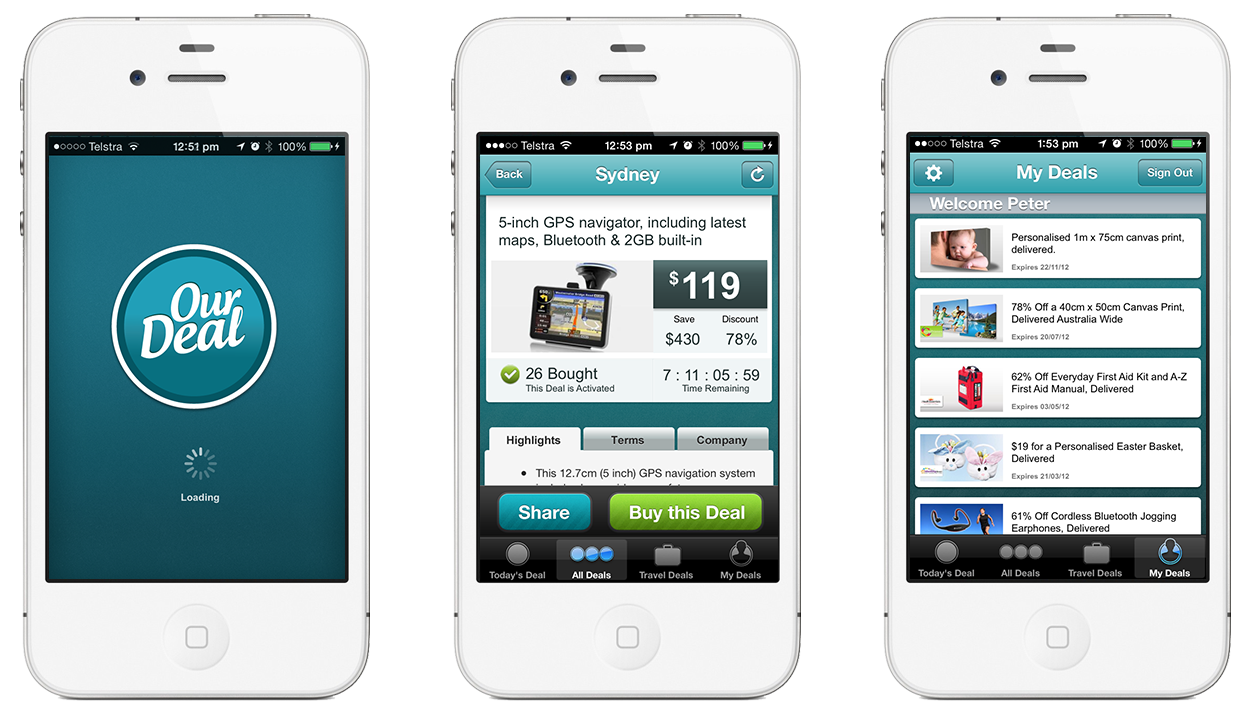 Telstra 12:51 pm 100%
Our
Deal
Loading
Telstra 12:53 pm 100%
Back Sydney
5-inch GPS navigator, including latest
maps, Bluetooth & 2GB built-in
$119
Save Discount
$430 78%
26 Bought 7 : 11 : 05 : 59
This Deal is Activated Time Remaining
Highlights Terms Company
• This 12.7cm (5 inch) GPS navigation system
Share Buy this Deal
Today's Deal All Deals Travel Deals My Deals
Telstra 1:53 pm 100%
My Deals Sign Out
Welcome Peter
Personalised 1m x 75cm canvas print,
delivered.
Expires 22/11/12
78% Off a 40cm x 50cm Canvas Print,
Delivered Australia Wide
Expires 20/07/12
62% Off Everyday First Aid Kit and A-Z
First Aid Manual, Delivered
Expires 03/05/12
$19 for a Personalised Easter Basket,
Delivered
Expires 21/03/12
61% Off Cordless Bluetooth Jogging
Earphones, Delivered
Today's Deal All Deals Travel Deals My Deals